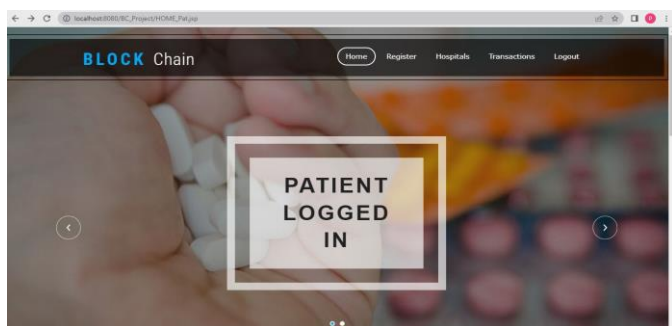 localhost:8080/BC_Project/HOME_Pat.jsp
BLOCK Chain
Home Register Hospitals Transactions Logout
PATIENT
LOGGED
IN